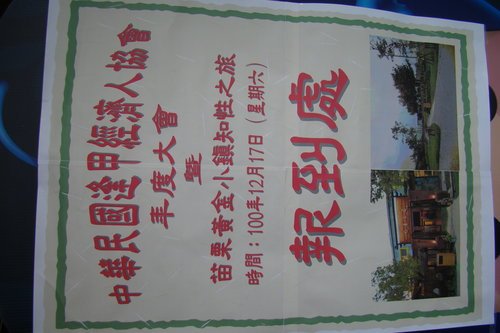 中華民國逢甲經濟人協會
年度大會
暨
苗栗黃金小鎮知性之旅
時間：100年12月17日（星期六）
報到處